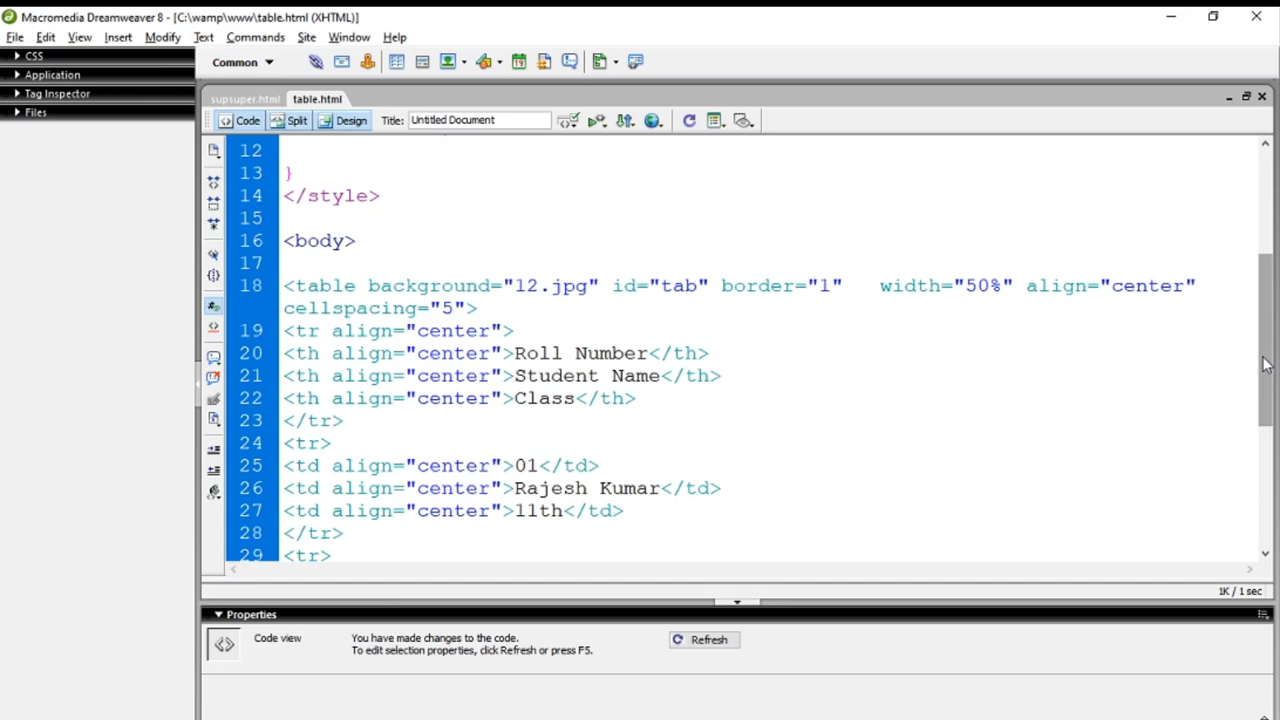 Macromedia Dreamweaver 8 - [C:\wamp\www\table.html (XHTML)]
File Edit View Insert Modify Text Commands Site Window Help
CSS
Application
Tag Inspector
Files
Common
supsuper.html table.html
Code Split Design Title: Untitled Document
12
13 }
14 </style>
15
16 <body>
17
18 <table background="12.jpg" id="tab" border="1" width="50%" align="center"
cellspacing="5">
19 <tr align="center">
20 <th align="center">Roll Number</th>
21 <th align="center">Student Name</th>
22 <th align="center">Class</th>
23 </tr>
24 <tr>
25 <td align="center">01</td>
26 <td align="center">Rajesh Kumar</td>
27 <td align="center">11th</td>
28 </tr>
29 <tr>
1K / 1 sec
Properties
Code view You have made changes to the code. Refresh
To edit selection properties, click Refresh or press F5.